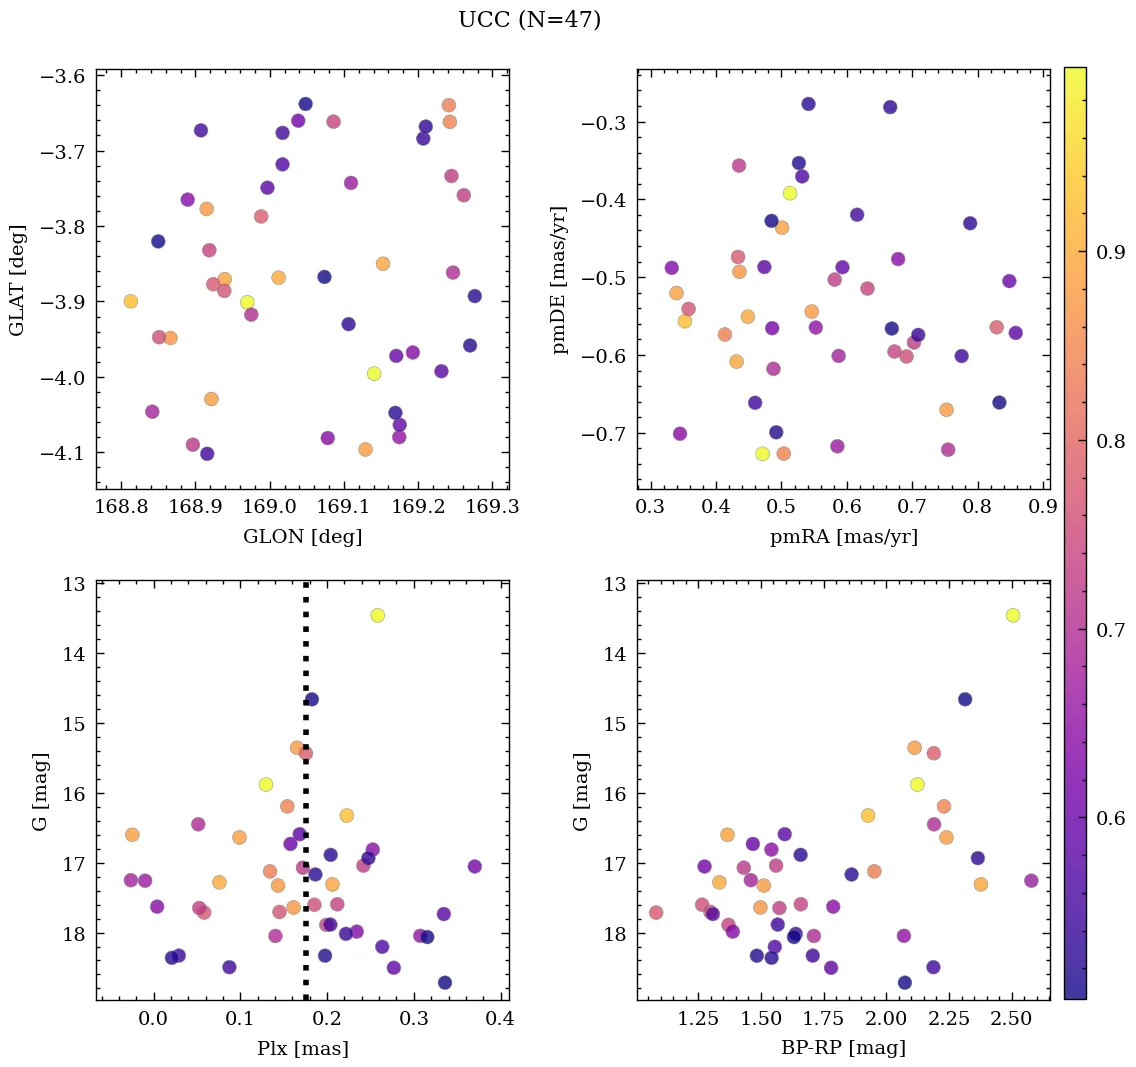 UCC (N=47)
−3.6
−3.7
−3.8
−3.9
−4.0
−4.1
GLAT [deg]
168.8 168.9 169.0 169.1 169.2 169.3
GLON [deg]
−0.3
−0.4
−0.5
−0.6
−0.7
pmDE [mas/yr]
0.3 0.4 0.5 0.6 0.7 0.8 0.9
pmRA [mas/yr]
0.9
0.8
0.7
0.6
13
14
15
16
17
18
G [mag]
0.0 0.1 0.2 0.3 0.4
Plx [mas]
13
14
15
16
17
18
G [mag]
1.25 1.50 1.75 2.00 2.25 2.50
BP-RP [mag]